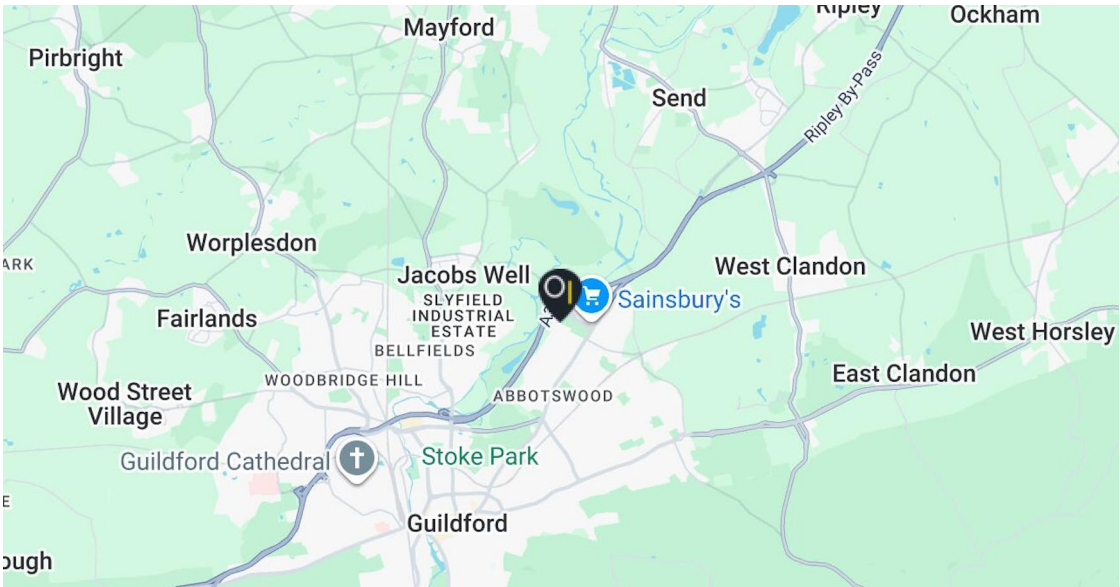 Ripley
Ockham
Mayford
Pirbright
Send
Ripley By-Pass
Worplesdon
ARK
Jacobs Well
West Clandon
SLYFIELD
INDUSTRIAL
ESTATE
Sainsbury's
Fairlands
West Horsley
BELLFIELDS
East Clandon
WOODBRIDGE HILL
Wood Street
Village
ABBOTSWOOD
Guildford Cathedral
Stoke Park
Guildford
ough